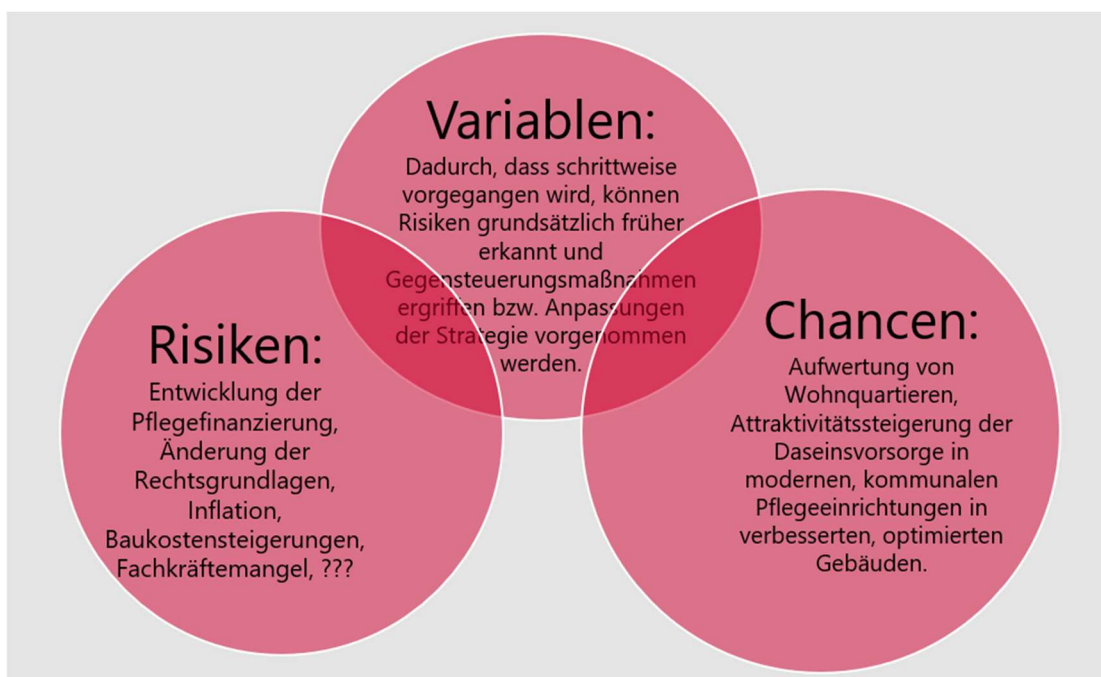 Variablen:
Dadurch, dass schrittweise
vorgegangen wird, können
Risiken grundsätzlich früher
erkannt und
Gegensteuerungsmaßnahmen
ergriffen bzw. Anpassungen
der Strategie vorgenommen
werden.
Risiken:
Entwicklung der
Pflegefinanzierung,
Änderung der
Rechtsgrundlagen,
Inflation,
Baukostensteigerungen,
Fachkräftemangel, ???
Chancen:
Aufwertung von
Wohnquartieren,
Attraktivitätssteigerung der
Daseinsvorsorge in
modernen, kommunalen
Pflegeeinrichtungen in
verbesserten, optimierten
Gebäuden.